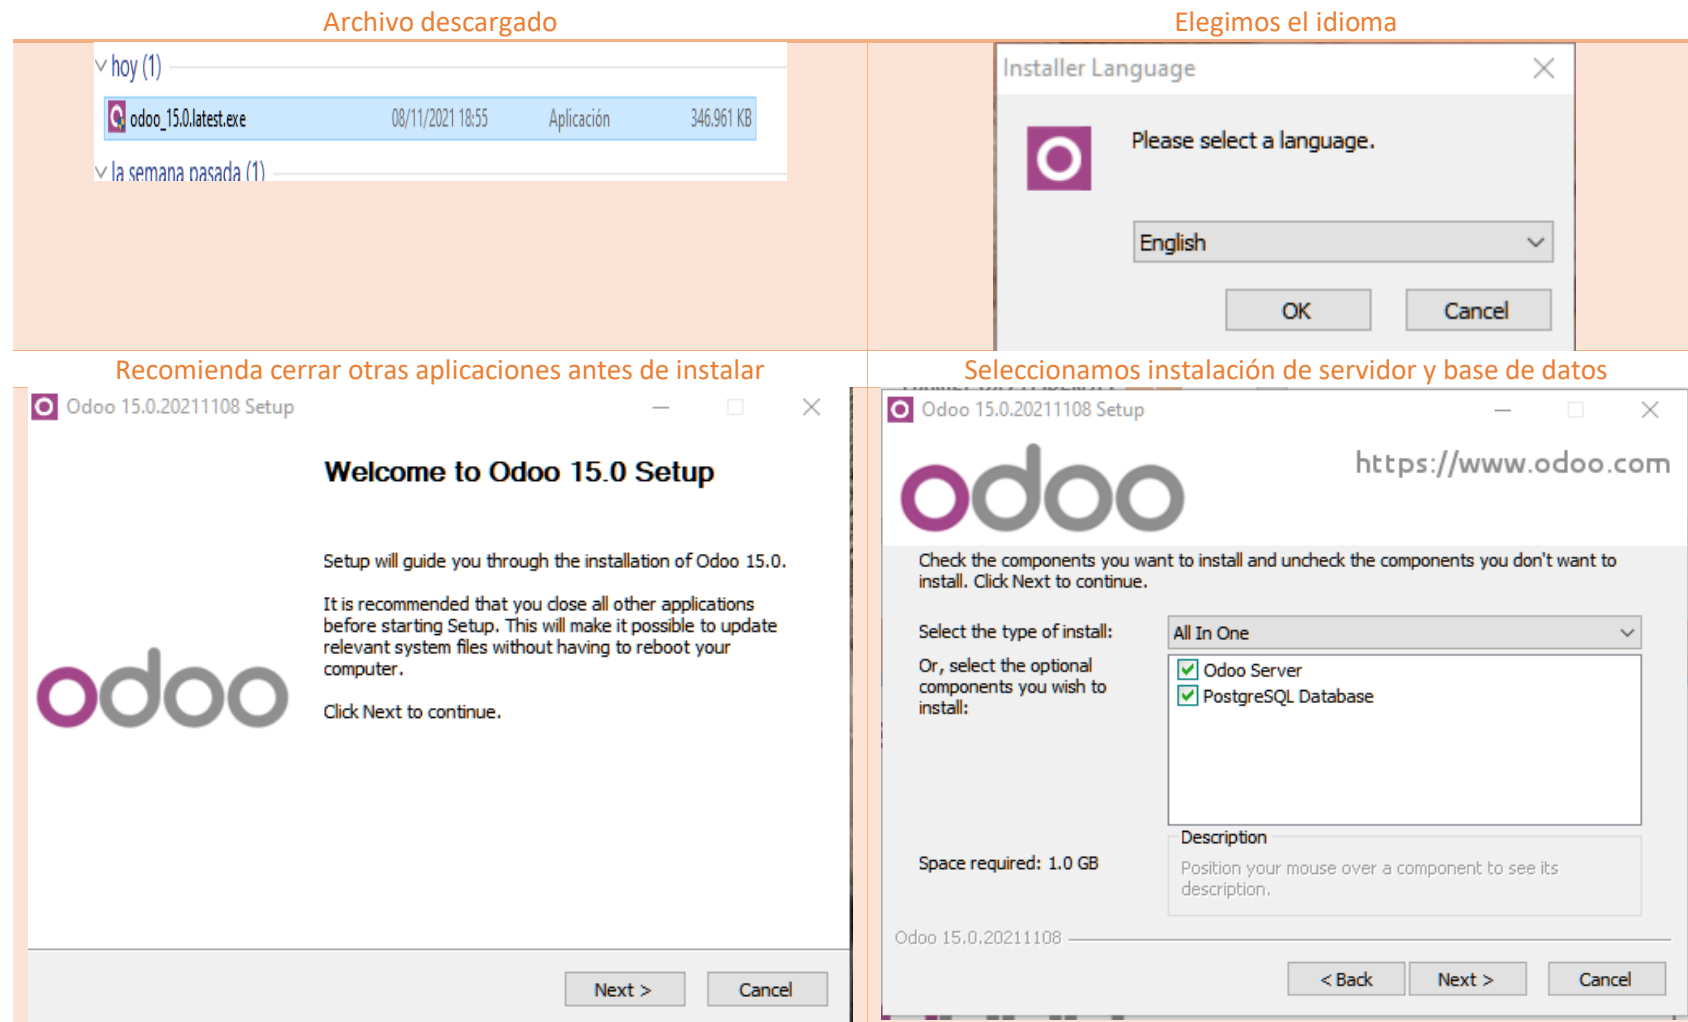 Archivo descargado
hoy (1)
odoo_15.0.latest.exe 08/11/2021 18:55 Aplicación 346.961 KB
la semana pasada (1)
Elegimos el idioma
Installer Language
Please select a language.
English
OK Cancel
Recomienda cerrar otras aplicaciones antes de instalar
Odoo 15.0.20211108 Setup
Welcome to Odoo 15.0 Setup
Setup will guide you through the installation of Odoo 15.0.
It is recommended that you close all other applications
before starting Setup. This will make it possible to update
relevant system files without having to reboot your
computer.
odoo
Click Next to continue.
Next > Cancel
Seleccionamos instalación de servidor y base de datos
Odoo 15.0.20211108 Setup
odoo
https://www.odoo.com
Check the components you want to install and uncheck the components you don't want to
install. Click Next to continue.
Select the type of install: All In One
Or, select the optional
components you wish to
install:
Odoo Server
PostgreSQL Database
Space required: 1.0 GB
Description
Position your mouse over a component to see its
description.
Odoo 15.0.20211108
< Back Next > Cancel